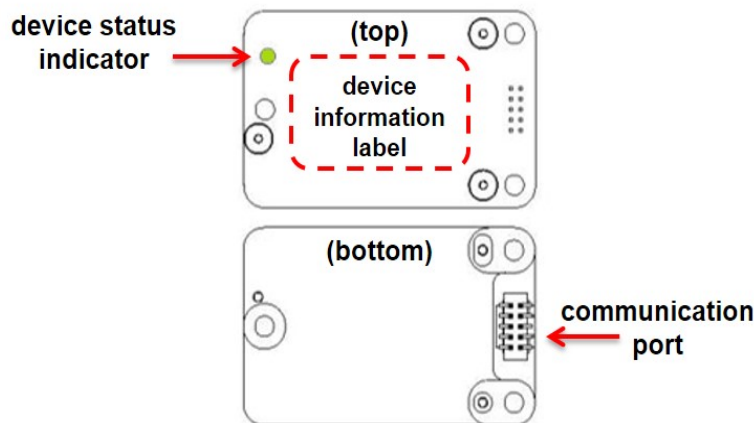 device status
indicator
(top)
device
information
label
(bottom)
communication
port